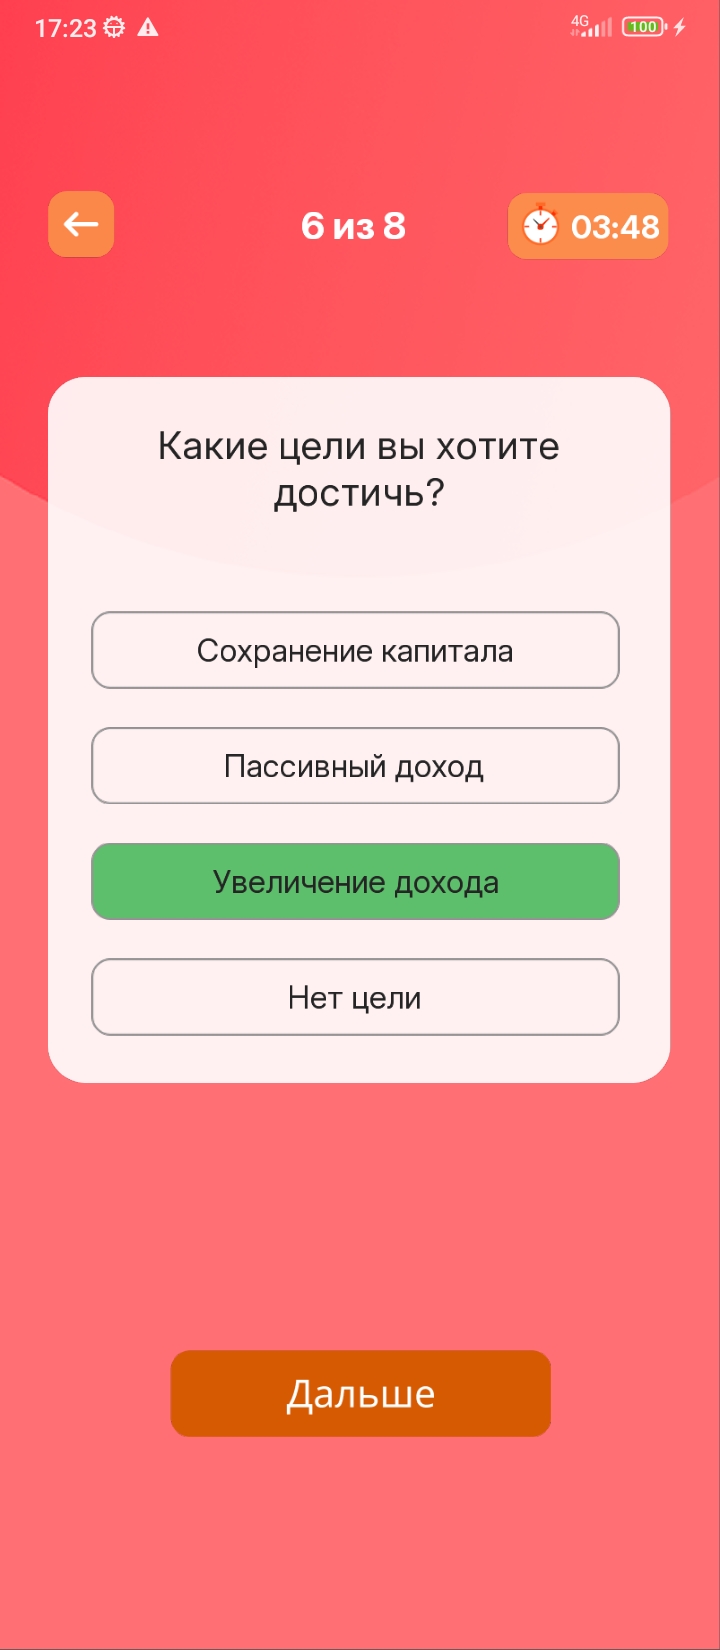 17:23
4G
100
6 из 8
03:48
Какие цели вы хотите
достичь?
Сохранение капитала
Пассивный доход
Увеличение дохода
Нет цели
Дальше